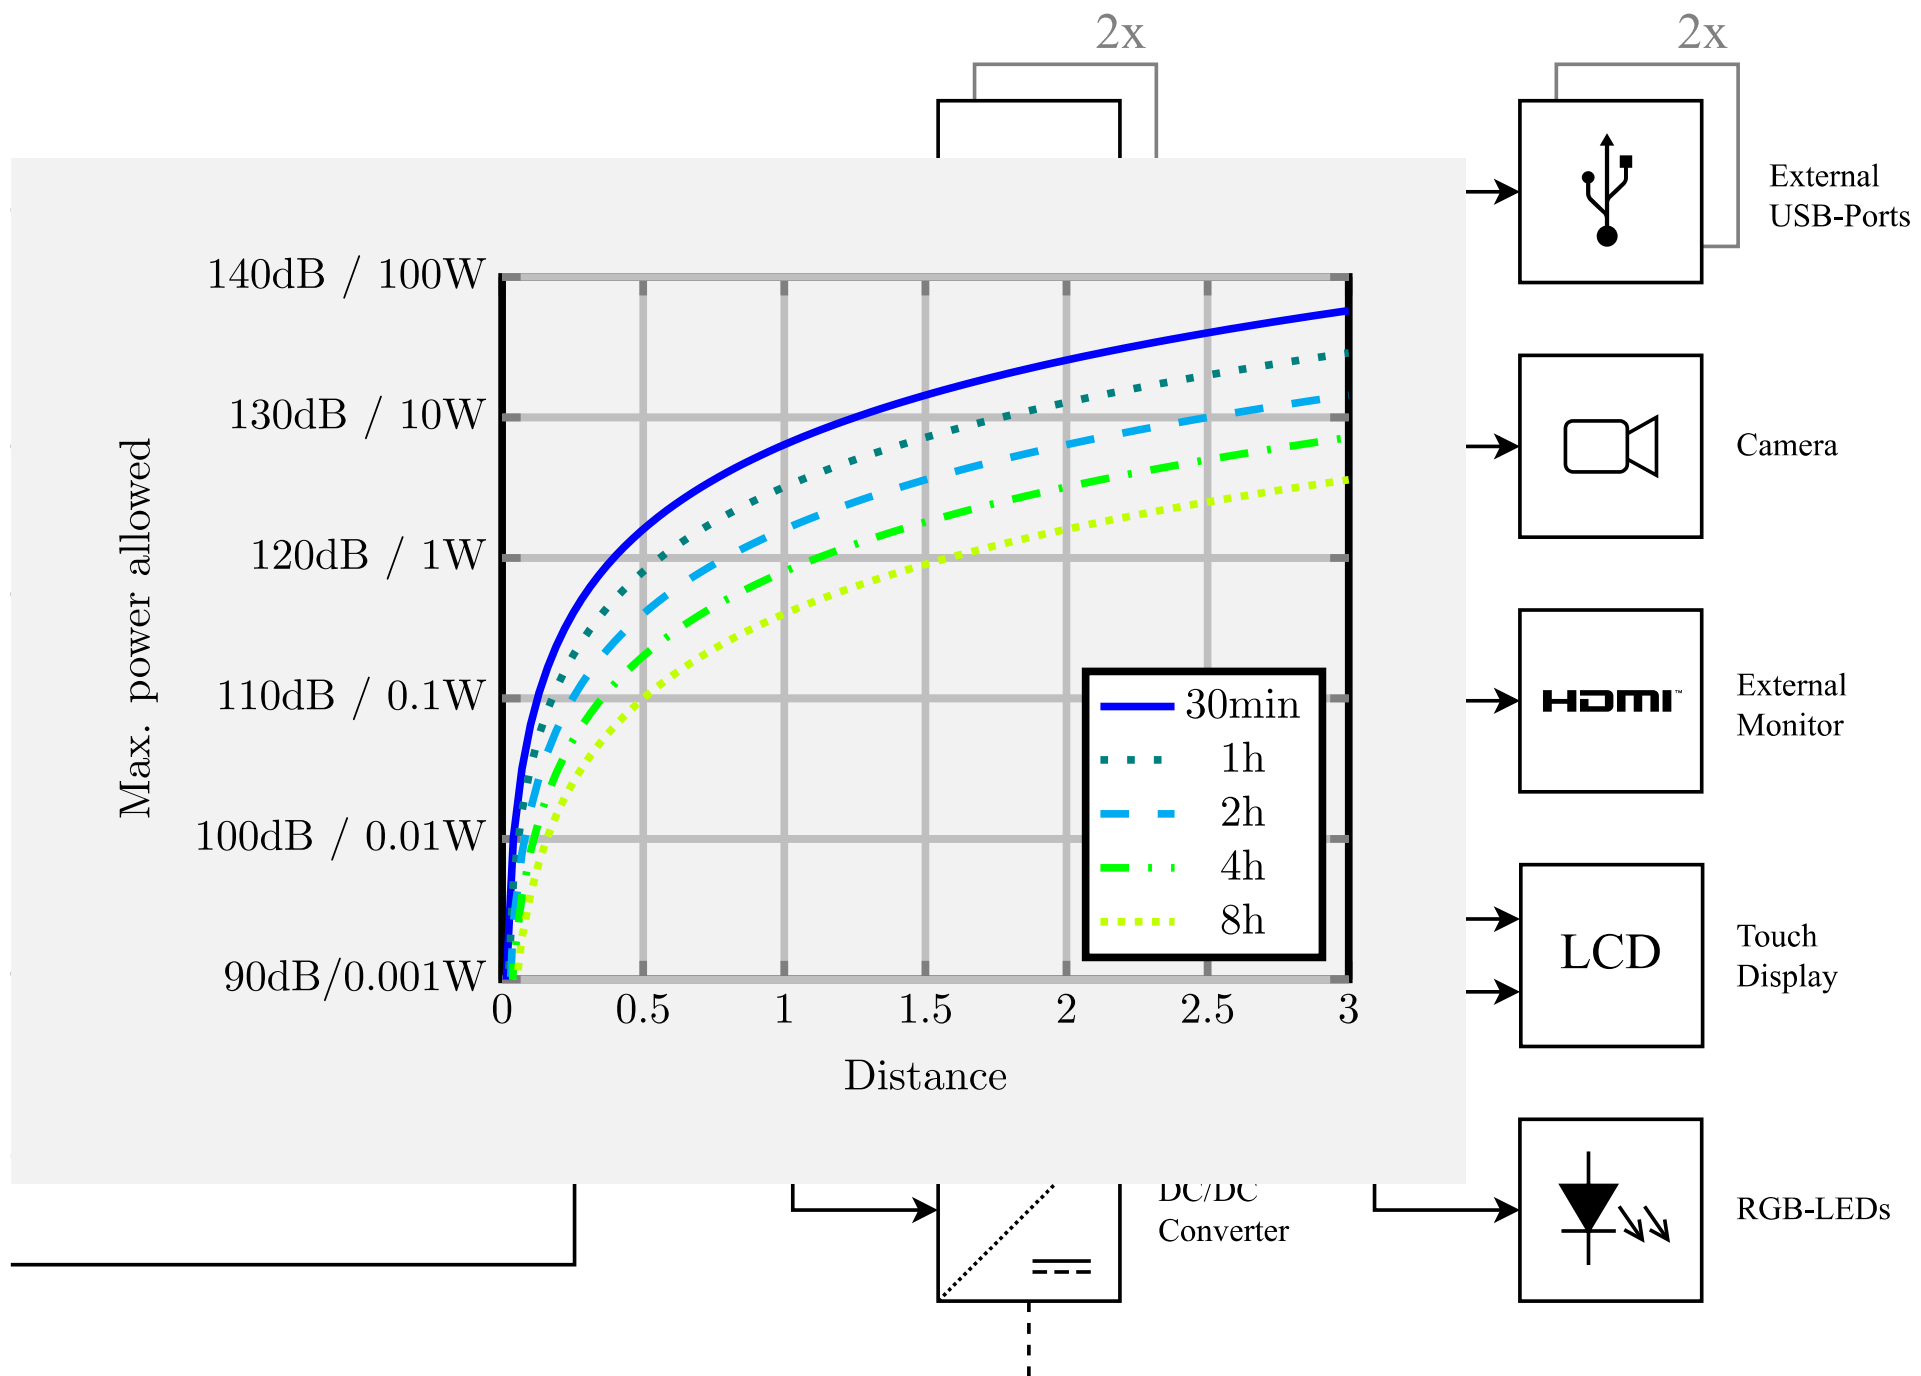 2x
2x
External
USB-Ports
140dB / 100W
130dB / 10W
120dB / 1W
110dB / 0.1W
100dB / 0.01W
90dB/0.001W
Max. power allowed
0 0.5 1 1.5 2 2.5 3
Distance
30min
1h
2h
4h
8h
Camera
HDMI™
External
Monitor
LCD
Touch
Display
DC/DC
Converter
RGB-LEDs